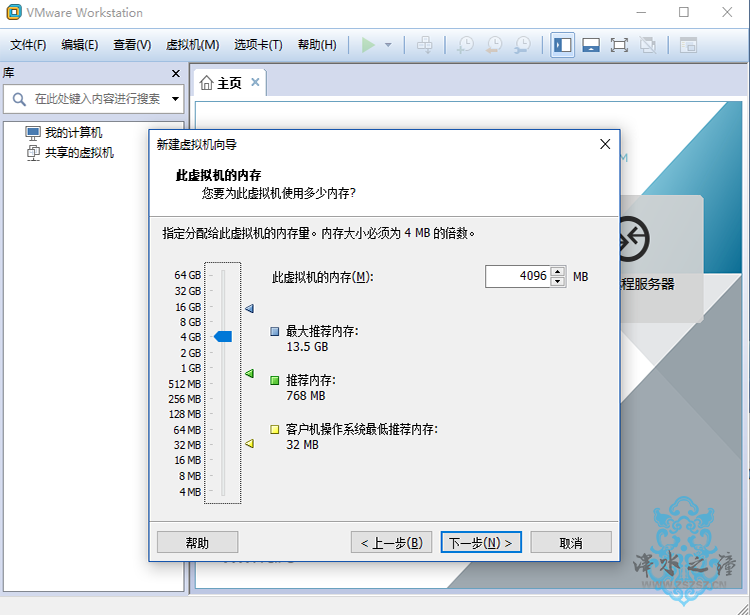 VMware Workstation
文件(F) 编辑(E) 查看(V) 虚拟机(M) 选项卡(T) 帮助(H)
库
在此处键入内容进行搜索
主页
我的计算机
共享的虚拟机
新建虚拟机向导
此虚拟机的内存
您要为此虚拟机使用多少内存?
指定分配给此虚拟机的内存量。内存大小必须为 4 MB 的倍数。
此虚拟机的内存(M): 4096 MB
64 GB
32 GB
16 GB
8 GB
4 GB
2 GB
1 GB
512 MB
256 MB
128 MB
64 MB
32 MB
16 MB
8 MB
4 MB
最大推荐内存:
13.5 GB
推荐内存:
768 MB
客户机操作系统最低推荐内存:
32 MB
程服务器
帮助
< 上一步(B)
下一步(N) >
取消
泽水之潼